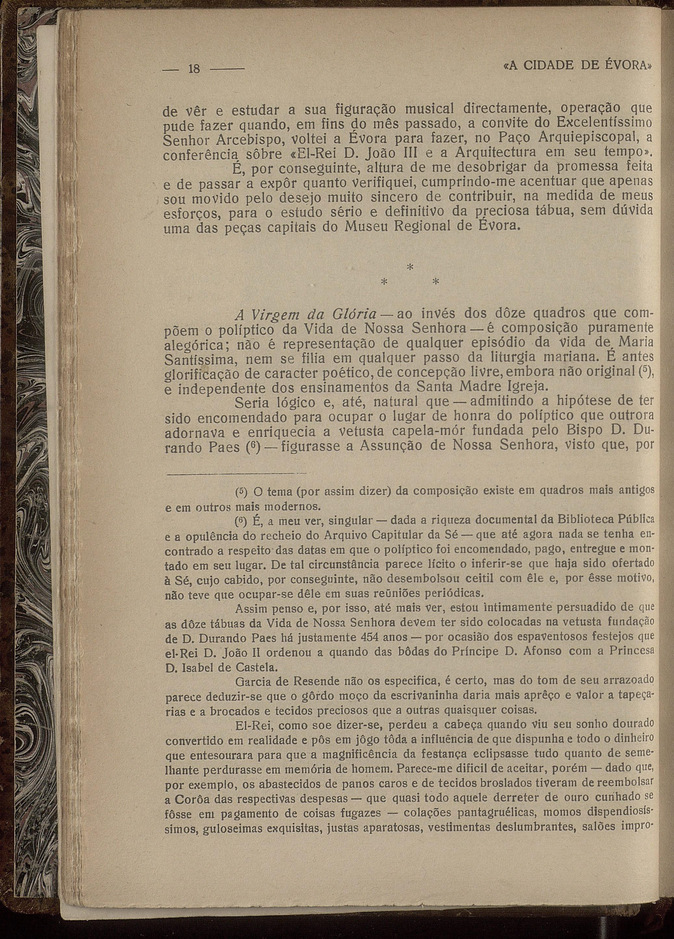 — 18 —— «A CIDADE DE ÉVORA»
de vêr e estudar a sua figuração musical directamente, operação que
pude fazer quando, em fins do mês passado, a convite do Excelentíssimo
Senhor Arcebispo, voltei a Évora para fazer, no Paço Arquiepiscopal, a
conferência sôbre «El-Rei D. João III e a Arquitectura em seu tempo».
É, por conseguinte, altura de me desobrigar da promessa feita
e de passar a expôr quanto verifiquei, cumprindo-me acentuar que apenas
sou movido pelo desejo muito sincero de contribuir, na medida de meus
esforços, para o estudo sério e definitivo da preciosa tábua, sem dúvida
uma das peças capitais do Museu Regional de Évora.
*
* *
A Virgem da Glória — ao invés dos dôze quadros que com-
põem o políptico da Vida de Nossa Senhora — é composição puramente
alegórica; não é representação de qualquer episódio da vida de Maria
Santíssima, nem se filia em qualquer passo da liturgia mariana. É antes
glorificação de caracter poético, de concepção livre, embora não original (⁵),
e independente dos ensinamentos da Santa Madre Igreja.
Seria lógico e, até, natural que — admitindo a hipótese de ter
sido encomendado para ocupar o lugar de honra do políptico que outrora
adornava e enriquecia a vetusta capela-mór fundada pelo Bispo D. Du-
rando Paes (⁶) — figurasse a Assunção de Nossa Senhora, visto que, por
(⁵) O tema (por assim dizer) da composição existe em quadros mais antigos
e em outros mais modernos.
(⁶) É, a meu ver, singular — dada a riqueza documental da Biblioteca Pública
e a opulência do recheio do Arquivo Capitular da Sé — que até agora nada se tenha en-
contrado a respeito das datas em que o políptico foi encomendado, pago, entregue e mon-
tado em seu lugar. De tal circunstância parece lícito o inferir-se que haja sido ofertado
à Sé, cujo cabido, por conseguinte, não desembolsou ceitil com êle e, por êsse motivo,
não teve que ocupar-se dêle em suas reüniões periódicas.
Assim penso e, por isso, até mais ver, estou intimamente persuadido de que
as dôze tábuas da Vida de Nossa Senhora devem ter sido colocadas na vetusta fundação
de D. Durando Paes há justamente 454 anos — por ocasião dos espaventosos festejos que
el-Rei D. João II ordenou a quando das bôdas do Príncipe D. Afonso com a Princesa
D. Isabel de Castela.
Garcia de Resende não os especifica, é certo, mas do tom de seu arrazoado
parece deduzir-se que o gôrdo moço da escrivaninha daria mais aprêço e valor a tapeça-
rias e a brocados e tecidos preciosos que a outras quaisquer coisas.
El-Rei, como soe dizer-se, perdeu a cabeça quando viu seu sonho dourado
convertido em realidade e pôs em jôgo tôda a influência de que dispunha e todo o dinheiro
que entesourara para que a magnificência da festança eclipsasse tudo quanto de seme-
lhante perdurasse em memória de homem. Parece-me difícil de aceitar, porém — dado que,
por exemplo, os abastecidos de panos caros e de tecidos broslados tiveram de reembolsar
a Corôa das respectivas despesas — que quasi todo aquele derreter de ouro cunhado se
fôsse em pagamento de coisas fugazes — colações pantagruélicas, momos dispendiosís-
simos, guloseimas exquisitas, justas aparatosas, vestimentas deslumbrantes, salões impro-